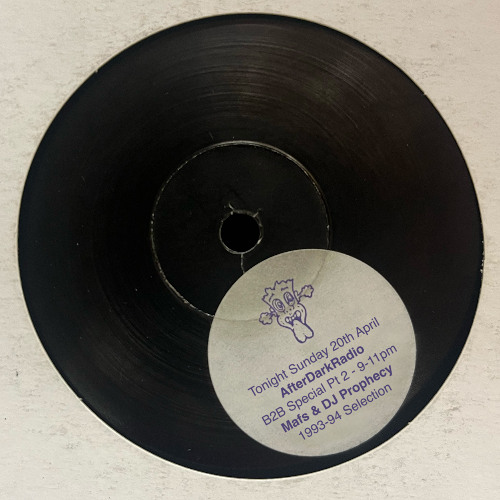 Tonight Sunday 20th April
AfterDarkRadio
B2B Special Pt 2 - 9-11pm
Mafs & DJ Prophecy
1993-94 Selection